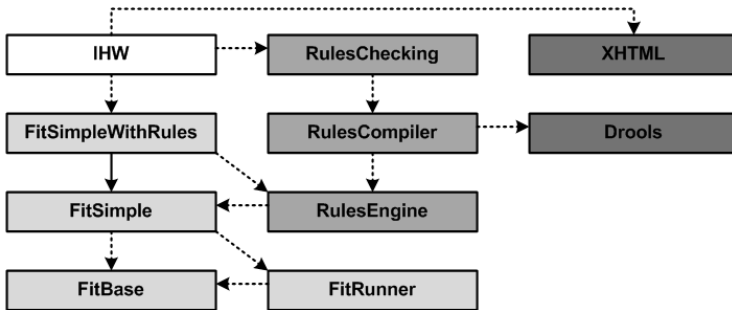 IHW
RulesChecking
XHTML
FitSimpleWithRules
RulesCompiler
Drools
FitSimple
RulesEngine
FitBase
FitRunner